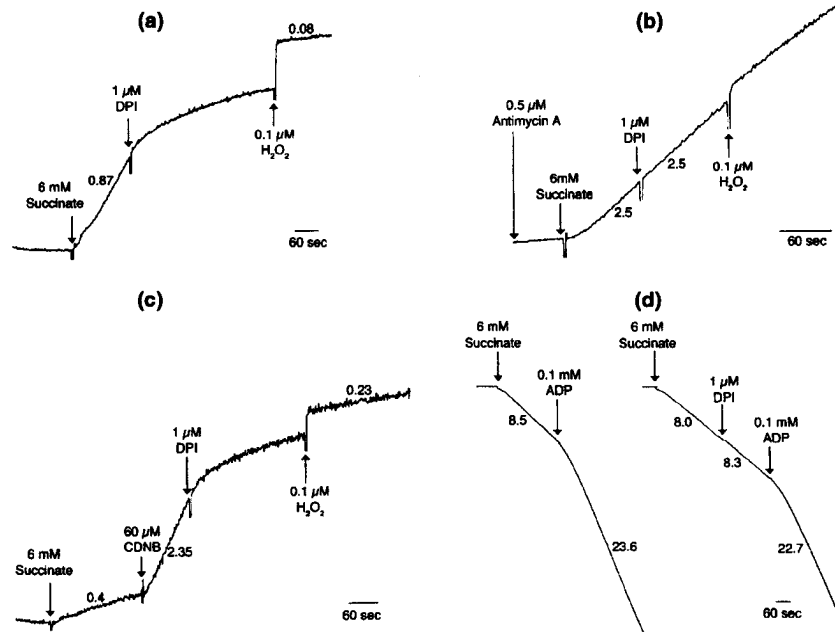 (a)
0.08
1 μM
DPI
0.1 μM
H₂O₂
0.87
6 mM
Succinate
60 sec
(b)
0.5 μM
Antimycin A
1 μM
DPI
2.5
0.1 μM
H₂O₂
6mM
Succinate
2.5
60 sec
(c)
0.23
1 μM
DPI
0.1 μM
H₂O₂
60 μM
CDNB
2.35
6 mM
Succinate
0.4
60 sec
(d)
6 mM
Succinate
0.1 mM
ADP
8.5
23.6
6 mM
Succinate
1 μM
DPI
0.1 mM
ADP
8.0
8.3
22.7
60 sec